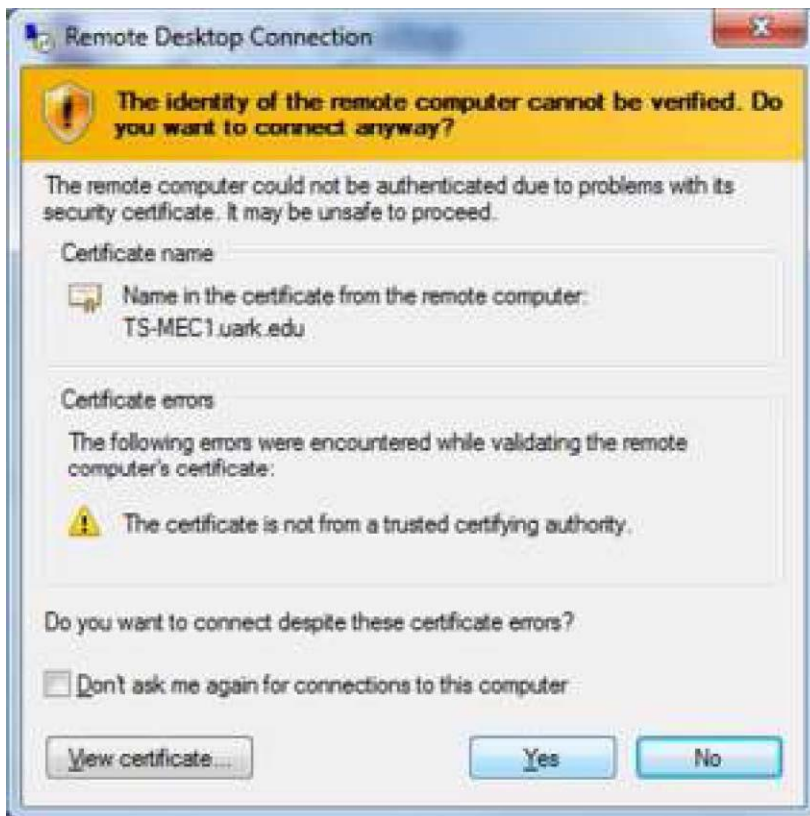 Remote Desktop Connection
The identity of the remote computer cannot be verified. Do
you want to connect anyway?
The remote computer could not be authenticated due to problems with its
security certificate. It may be unsafe to proceed.
Certificate name
Name in the certificate from the remote computer:
TS-MEC1.uark.edu
Certificate errors
The following errors were encountered while validating the remote
computer's certificate:
The certificate is not from a trusted certifying authority.
Do you want to connect despite these certificate errors?
Don't ask me again for connections to this computer
View certificate...
Yes
No